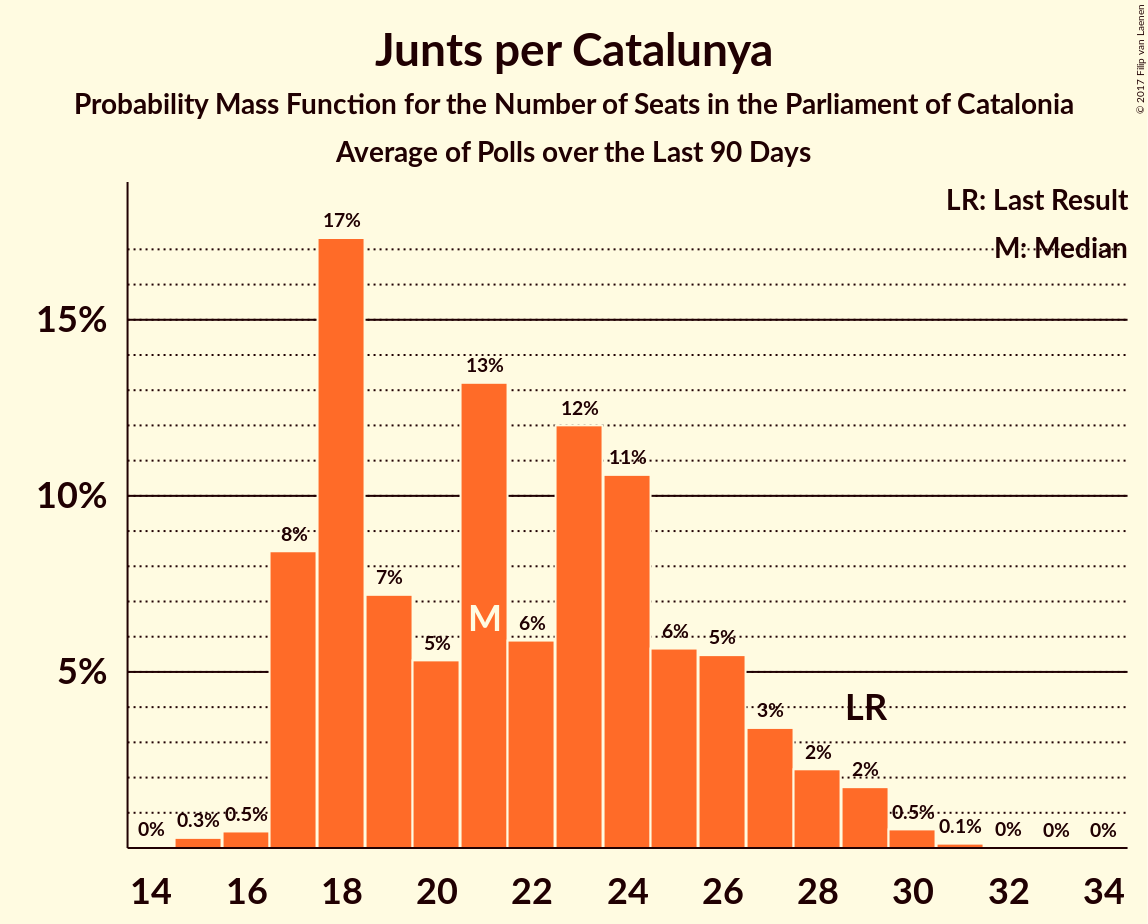 Junts per Catalunya
Probability Mass Function for the Number of Seats in the Parliament of Catalonia
Average of Polls over the Last 90 Days
© 2017 Filip van Laenen
LR: Last Result
M: Median
15%
10%
5%
0%
0.3%
0.5%
8%
17%
7%
5%
13%
6%
12%
11%
6%
5%
3%
2%
2%
0.5%
0.1%
0%
0%
0%
M
LR
14 16 18 20 22 24 26 28 30 32 34